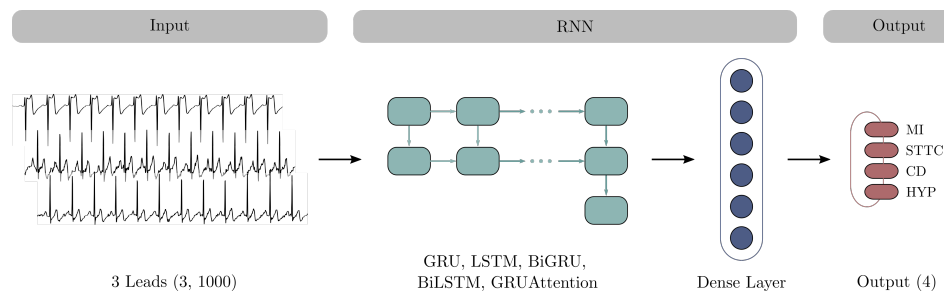 Input
RNN
Output
MI
STTC
CD
HYP
GRU, LSTM, BiGRU,
BiLSTM, GRUAttention
3 Leads (3, 1000)
Dense Layer
Output (4)